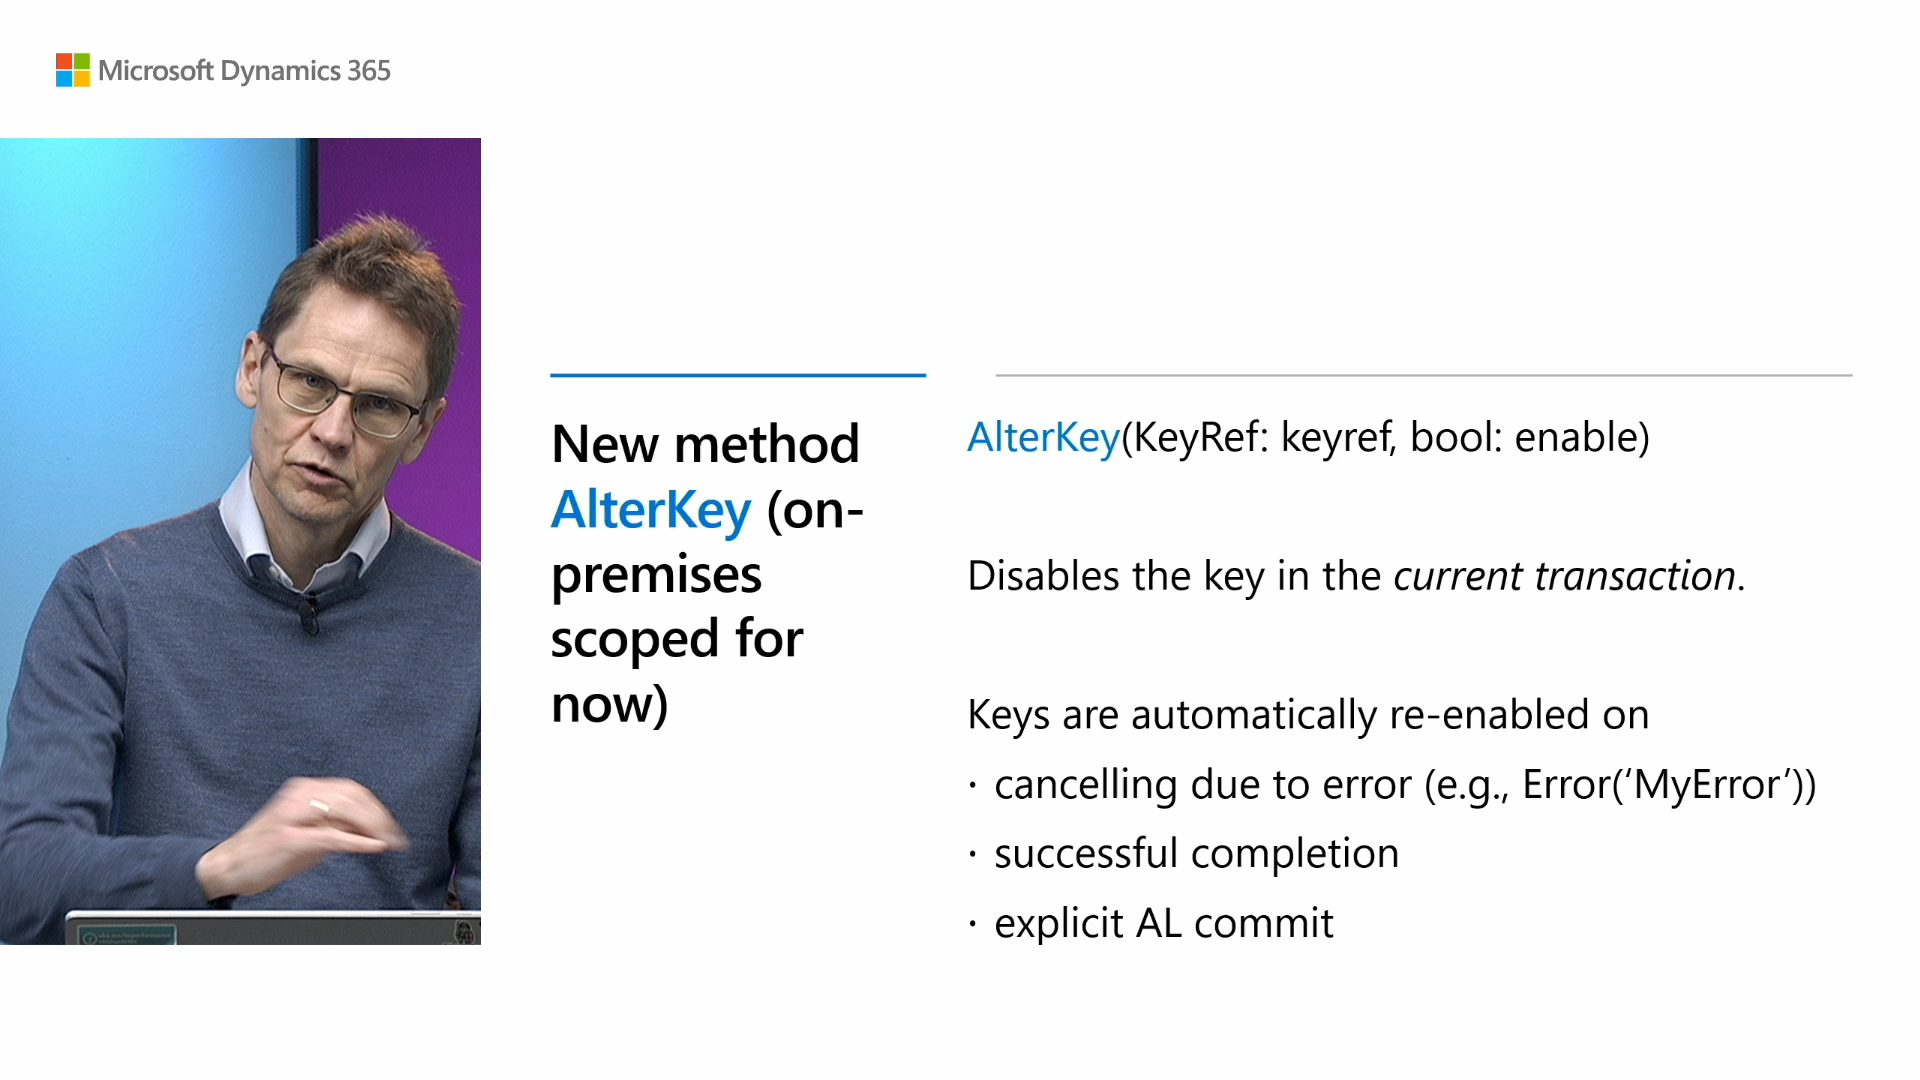 Microsoft Dynamics 365
New method
AlterKey (on-
premises
scoped for
now)
AlterKey(KeyRef: keyref, bool: enable)
Disables the key in the current transaction.
Keys are automatically re-enabled on
· cancelling due to error (e.g., Error(‘MyError’))
· successful completion
· explicit AL commit